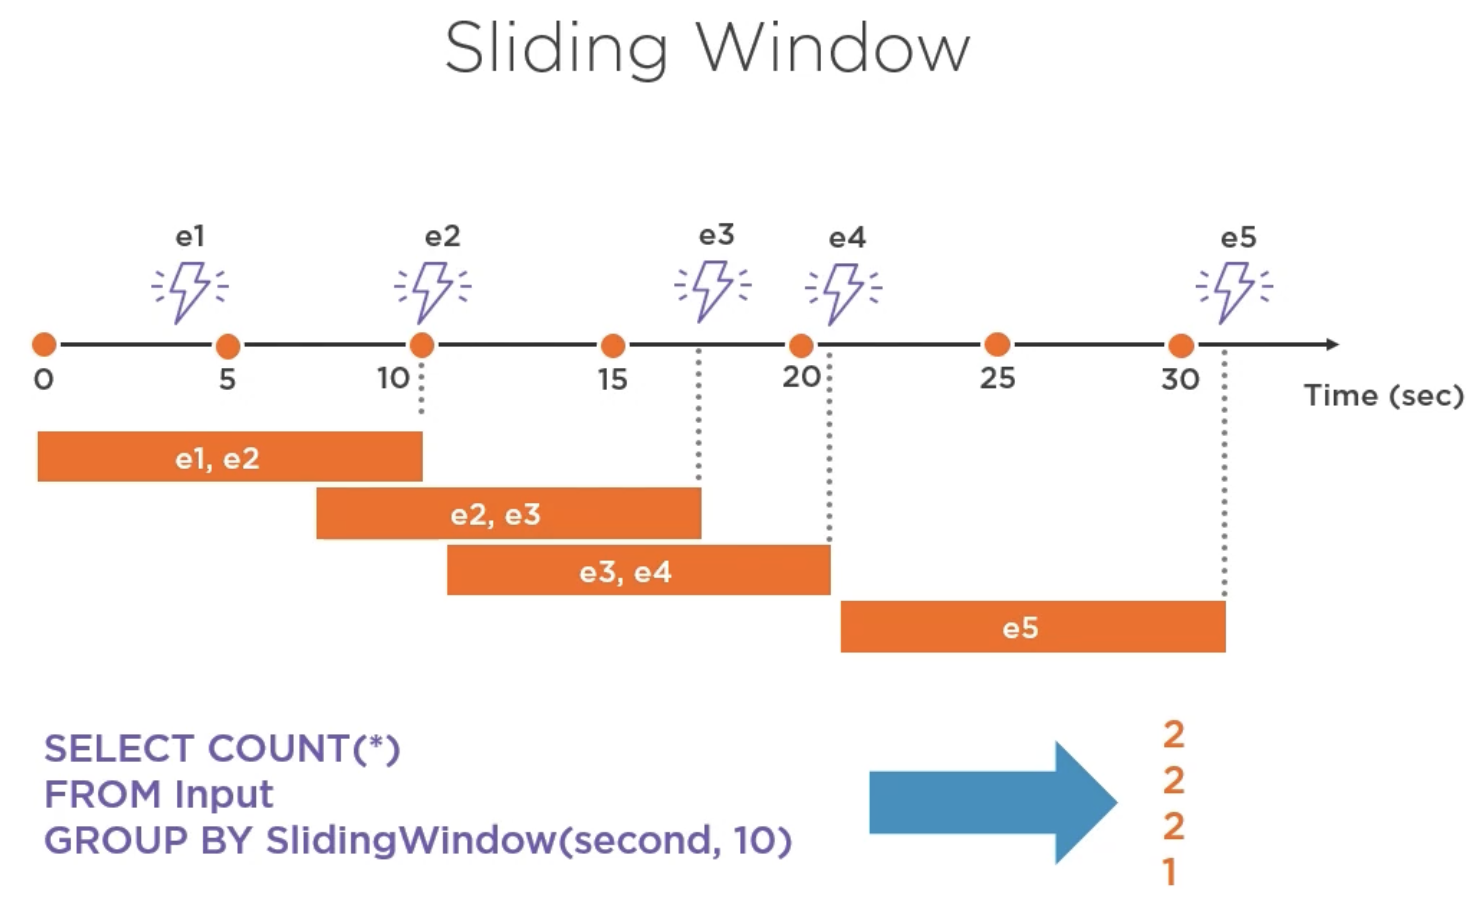 Sliding Window
e1 e2 e3 e4 e5
0 5 10 15 20 25 30
Time (sec)
e1, e2
e2, e3
e3, e4
e5
SELECT COUNT(*)
FROM Input
GROUP BY SlidingWindow(second, 10)
2
2
2
1